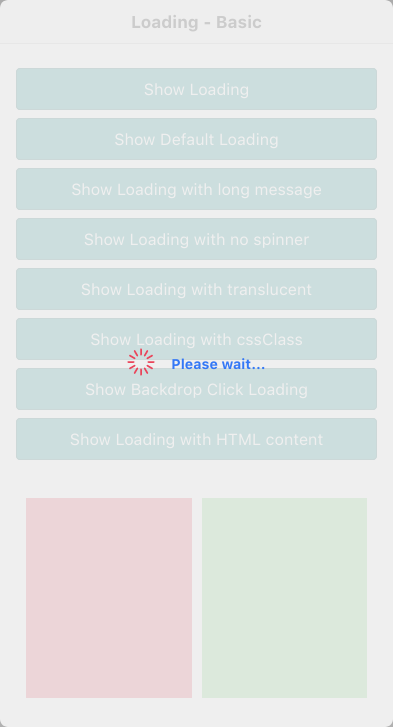 Loading - Basic
Show Loading
Show Default Loading
Show Loading with long message
Show Loading with no spinner
Show Loading with translucent
Show Loading with cssClass
Please wait...
Show Backdrop Click Loading
Show Loading with HTML content